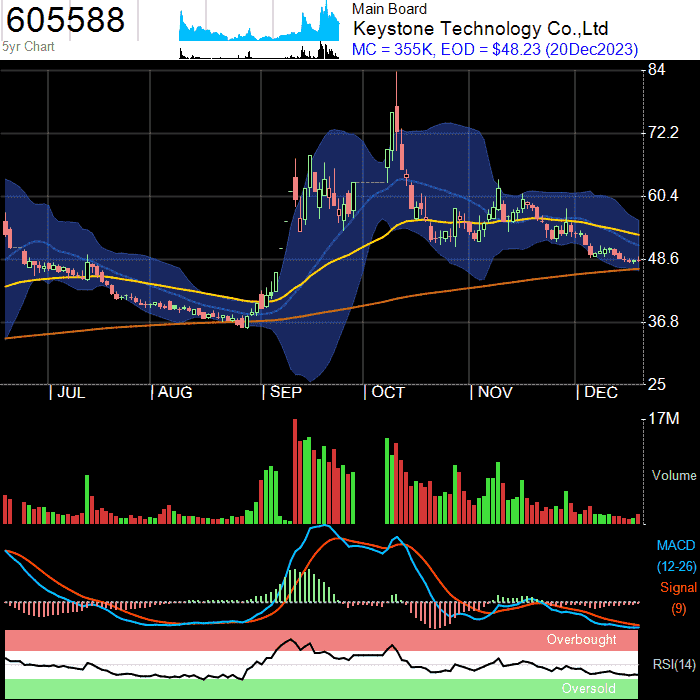 605588
5yr Chart
Main Board
Keystone Technology Co.,Ltd
MC = 355K, EOD = $48.23 (20Dec2023)
84
72.2
60.4
48.6
36.8
25
| JUL | AUG | SEP | OCT | NOV | DEC
17M
Volume
MACD
(12-26)
Signal
(9)
Overbought
RSI(14)
Oversold